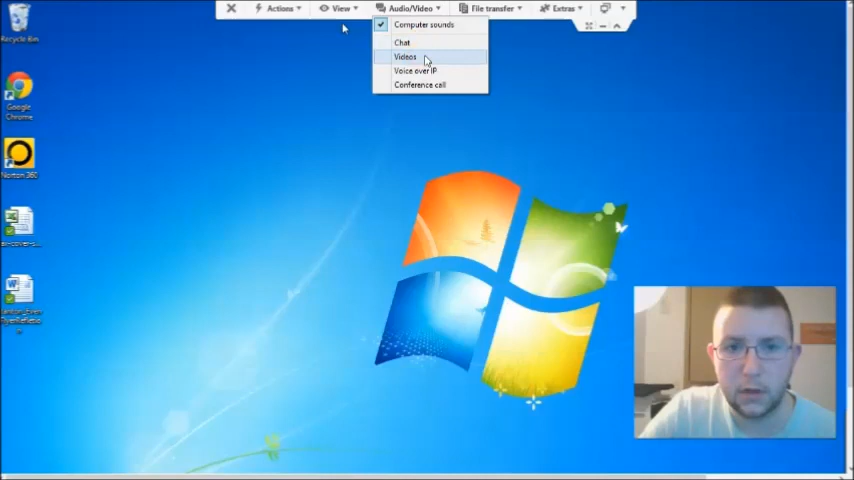 Actions
View
Audio/Video
File transfer
Extras
Computer sounds
Chat
Videos
Voice over IP
Conference call
Recycle Bin
Google
Chrome
Norton 360